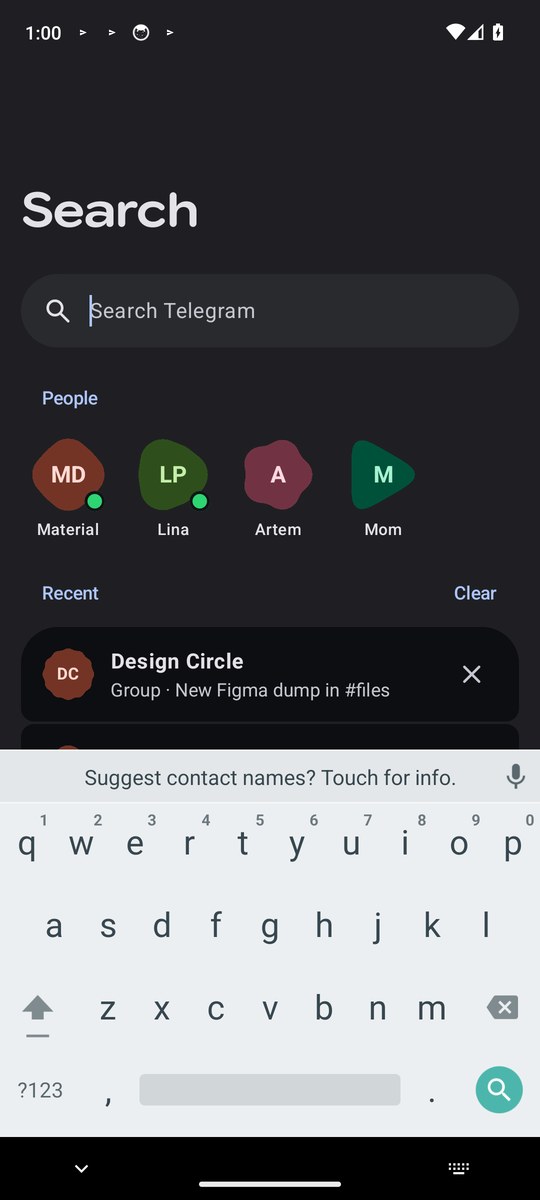 1:00
Search
Search Telegram
People
MD
LP
A
M
Material
Lina
Artem
Mom
Recent
Clear
DC
Design Circle
Group · New Figma dump in #files
Suggest contact names? Touch for info.
1 2 3 4 5 6 7 8 9 0
q w e r t y u i o p
a s d f g h j k l
z x c v b n m
?123 , .